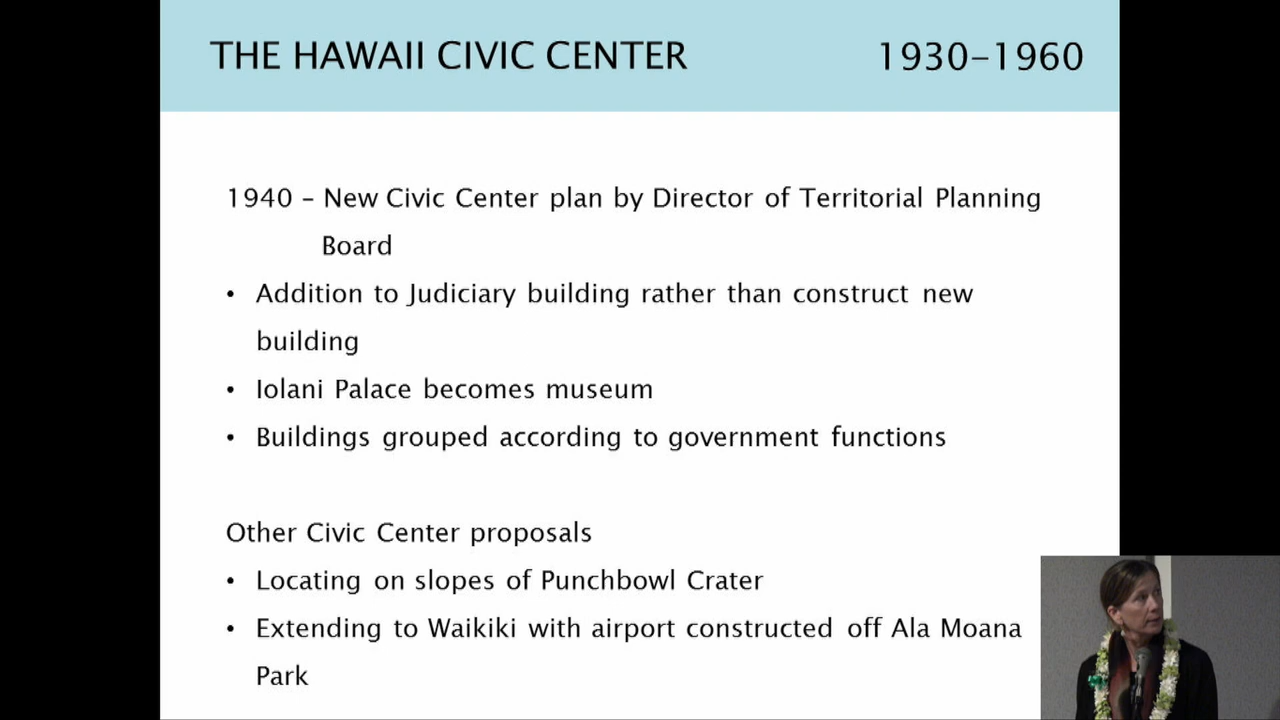 THE HAWAII CIVIC CENTER 1930–1960
1940 – New Civic Center plan by Director of Territorial Planning
Board
• Addition to Judiciary building rather than construct new
building
• Iolani Palace becomes museum
• Buildings grouped according to government functions
Other Civic Center proposals
• Locating on slopes of Punchbowl Crater
• Extending to Waikiki with airport constructed off Ala Moana
Park